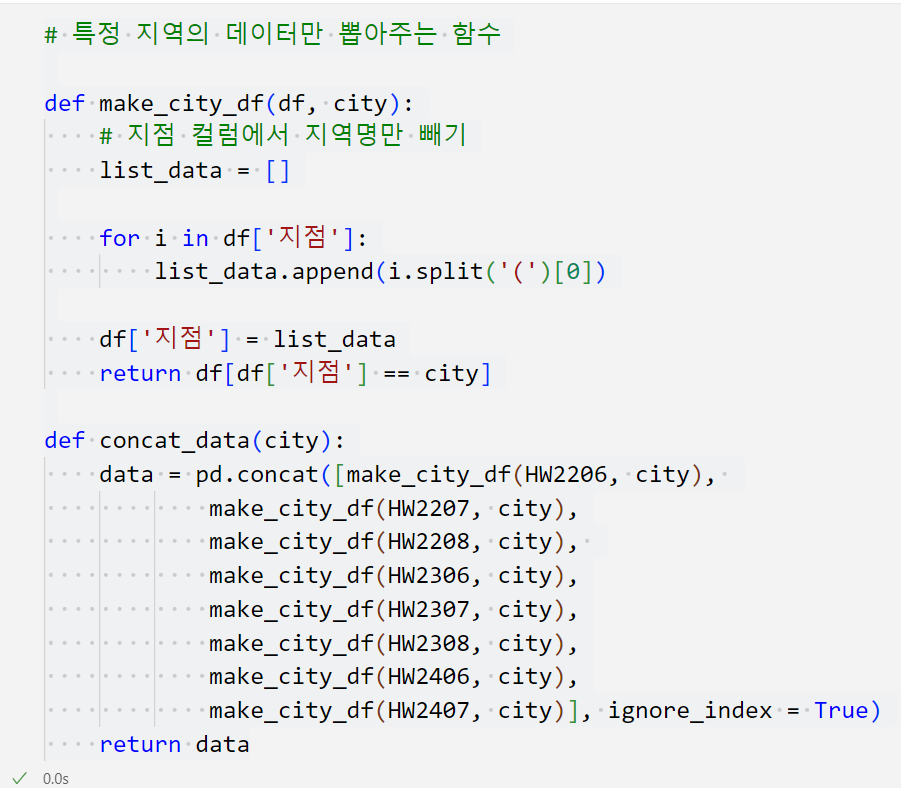 # 특정 지역의 데이터만 뽑아주는 함수
def make_city_df(df, city):
    # 지점 컬럼에서 지역명만 빼기
    list_data = []
    for i in df['지점']:
        list_data.append(i.split('(')[0])
    df['지점'] = list_data
    return df[df['지점'] == city]
def concat_data(city):
    data = pd.concat([make_city_df(HW2206, city),
            make_city_df(HW2207, city),
            make_city_df(HW2208, city),
            make_city_df(HW2306, city),
            make_city_df(HW2307, city),
            make_city_df(HW2308, city),
            make_city_df(HW2406, city),
            make_city_df(HW2407, city)], ignore_index = True)
    return data
✓ 0.0s